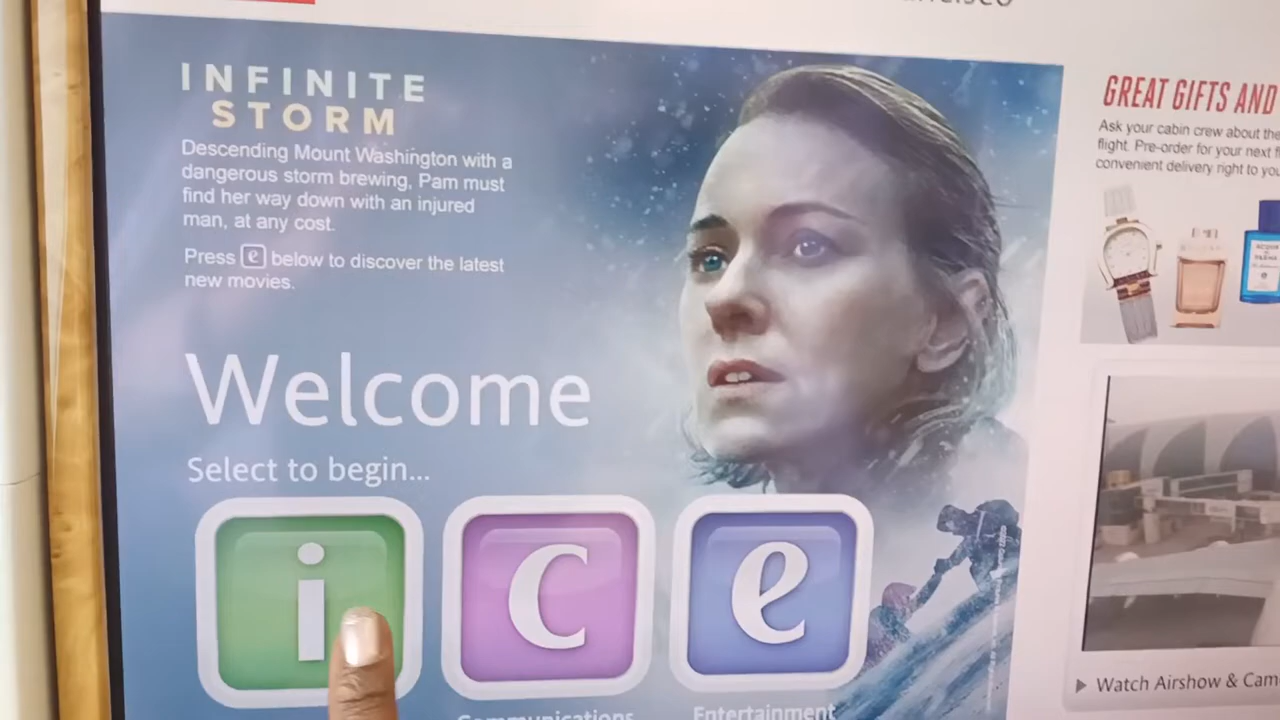 INFINITE
STORM
Descending Mount Washington with a
dangerous storm brewing, Pam must
find her way down with an injured
man, at any cost.
Press e below to discover the latest
new movies.
Welcome
Select to begin...
i
c
e
Communications
Entertainment
GREAT GIFTS AND
Ask your cabin crew about the
flight. Pre-order for your next
convenient delivery right to you
ACQUA
DI
PARMA
Watch Airshow &